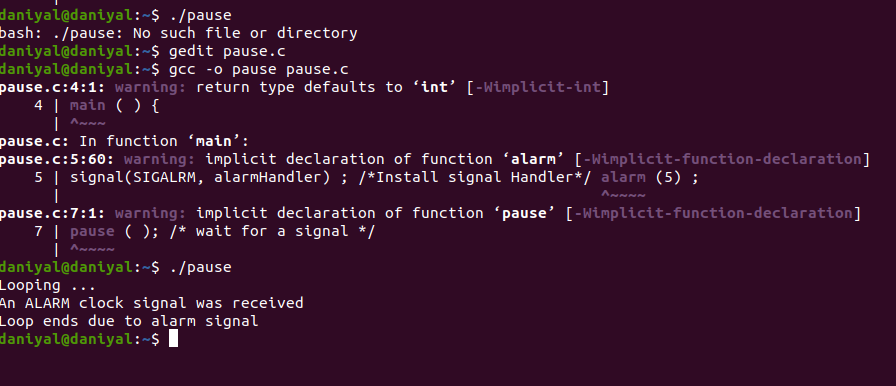 daniyal@daniyal:~$ ./pause
bash: ./pause: No such file or directory
daniyal@daniyal:~$ gedit pause.c
daniyal@daniyal:~$ gcc -o pause pause.c
pause.c:4:1: warning: return type defaults to ‘int’ [-Wimplicit-int]
    4 | main ( ) {
      | ^~~~
pause.c: In function ‘main’:
pause.c:5:60: warning: implicit declaration of function ‘alarm’ [-Wimplicit-function-declaration]
    5 | signal(SIGALRM, alarmHandler) ; /*Install signal Handler*/ alarm (5) ;
      |                                                            ^~~~~
pause.c:7:1: warning: implicit declaration of function ‘pause’ [-Wimplicit-function-declaration]
    7 | pause ( ); /* wait for a signal */
      | ^~~~~
daniyal@daniyal:~$ ./pause
Looping ...
An ALARM clock signal was received
Loop ends due to alarm signal
daniyal@daniyal:~$